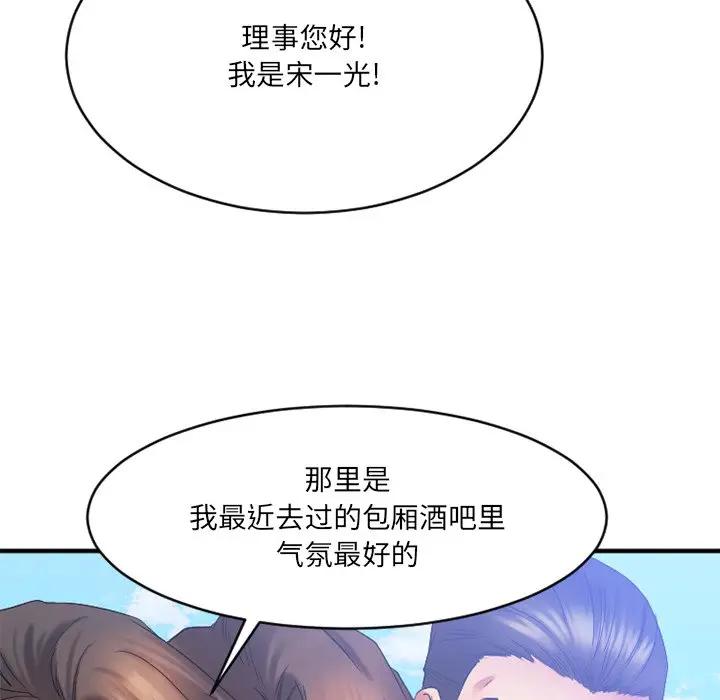 理事您好!
我是宋一光!
那里是
我最近去过的包厢酒吧里
气氛最好的